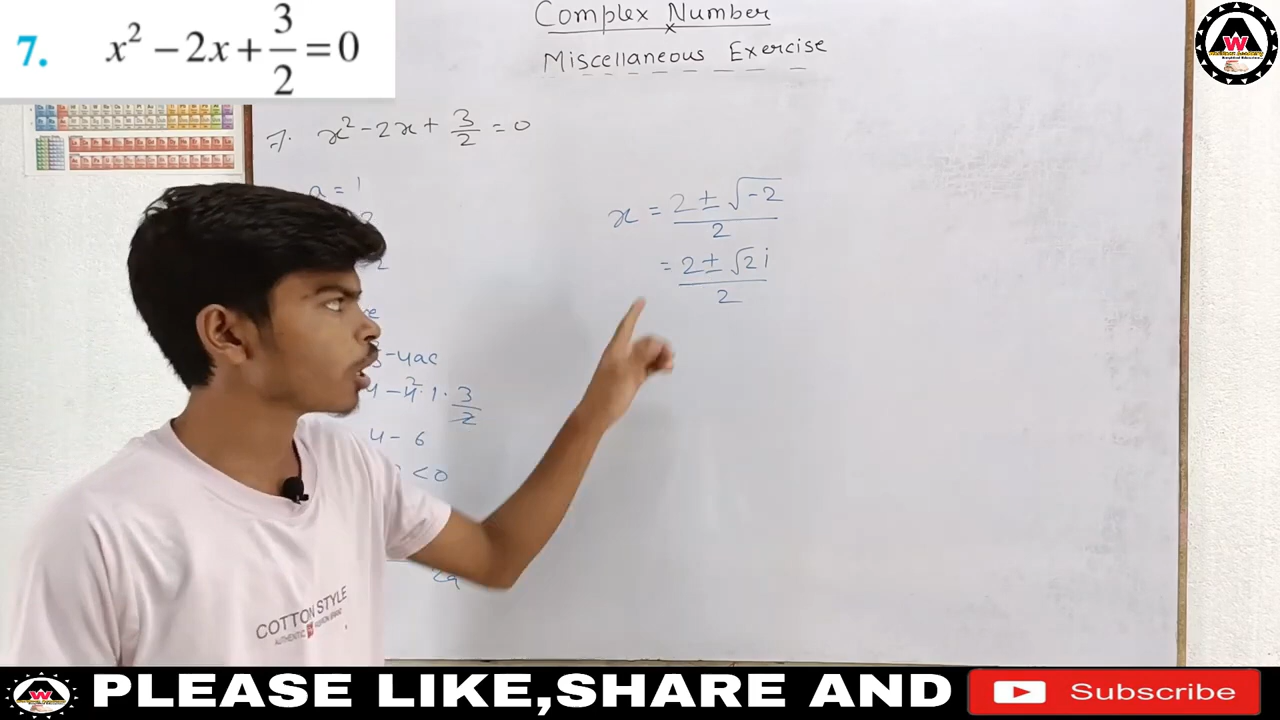 7. x² − 2x + 3/2 = 0
Complex Number
Miscellaneous Exercise
7. x² − 2x + 3/2 = 0
a = 1
x = (2 ± √-2)/2
= (2 ± √2 i)/2
-4ac
4 − 4·1·3/2
4 − 6
< 0
COTTON STYLE
PLEASE LIKE,SHARE AND Subscribe